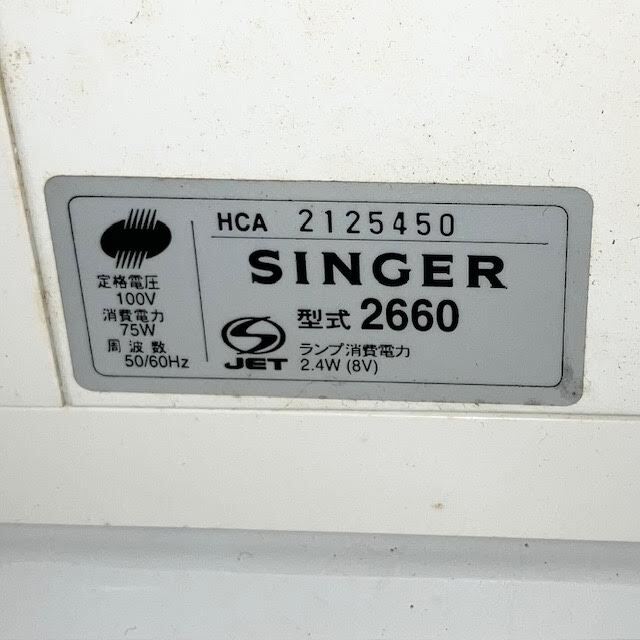 HCA 2125450
SINGER
型式 2660
ランプ消費電力
2.4W (8V)
JET
定格電圧
100V
消費電力
75W
周波数
50/60Hz